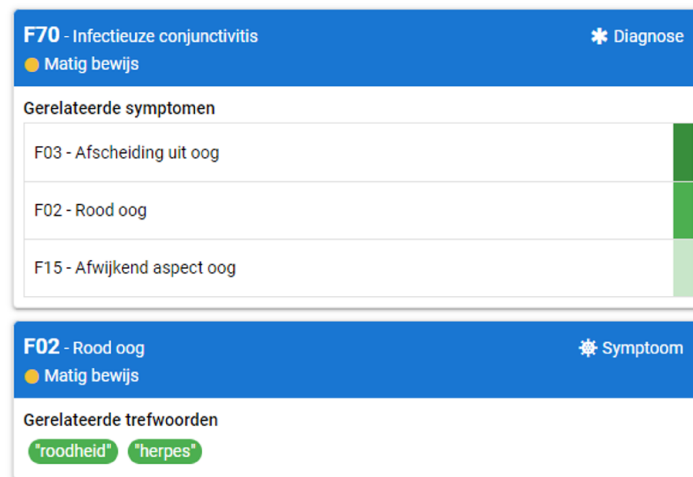 F70 - Infectieuze conjunctivitis
Diagnose
Matig bewijs
Gerelateerde symptomen
F03 - Afscheiding uit oog
F02 - Rood oog
F15 - Afwijkend aspect oog
F02 - Rood oog
Symptoom
Matig bewijs
Gerelateerde trefwoorden
"roodheid" "herpes"